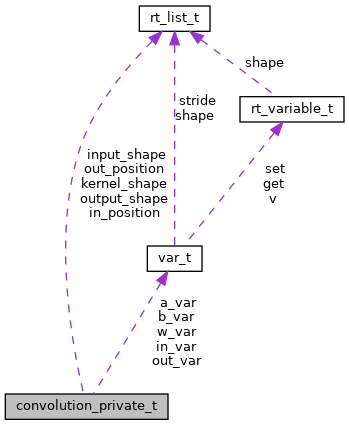 rt_list_t
shape
rt_variable_t
stride
shape
input_shape
out_position
kernel_shape
output_shape
in_position
set
get
v
var_t
a_var
b_var
w_var
in_var
out_var
convolution_private_t